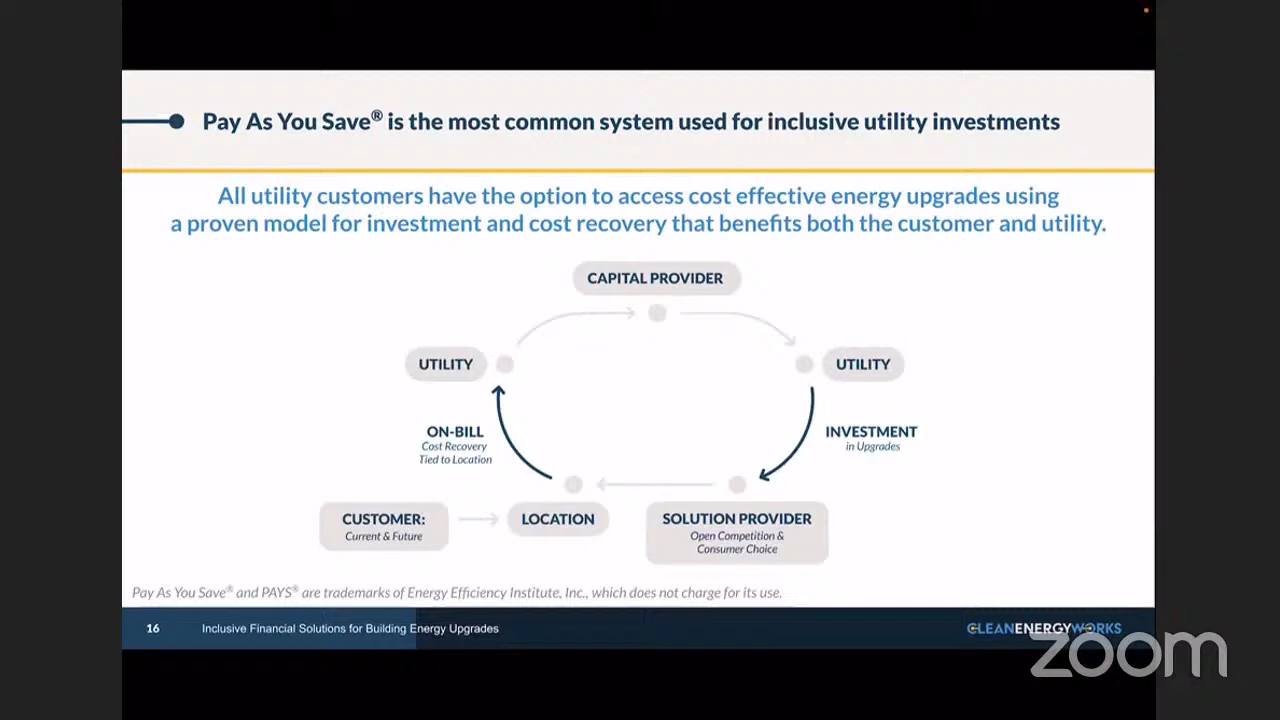 Pay As You Save® is the most common system used for inclusive utility investments
All utility customers have the option to access cost effective energy upgrades using
a proven model for investment and cost recovery that benefits both the customer and utility.
CAPITAL PROVIDER
UTILITY
UTILITY
ON-BILL
Cost Recovery
Tied to Location
INVESTMENT
in Upgrades
CUSTOMER:
Current & Future
LOCATION
SOLUTION PROVIDER
Open Competition &
Consumer Choice
Pay As You Save® and PAYS® are trademarks of Energy Efficiency Institute, Inc., which does not charge for its use.
16
Inclusive Financial Solutions for Building Energy Upgrades
CLEANENERGYWORKS
zoom